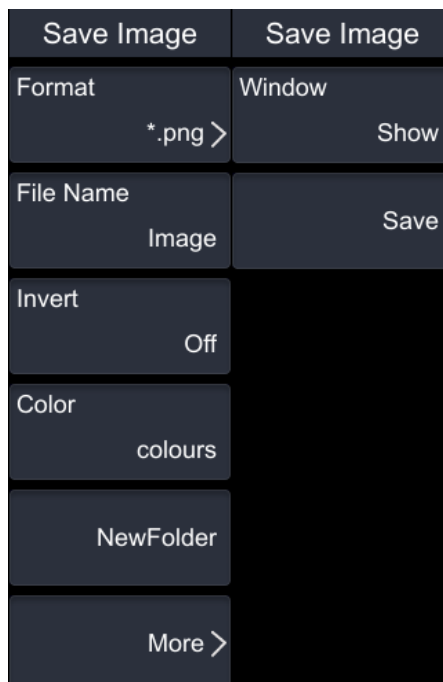 Save Image
Format
*.png
File Name
Image
Invert
Off
Color
colours
NewFolder
More
Save Image
Window
Show
Save